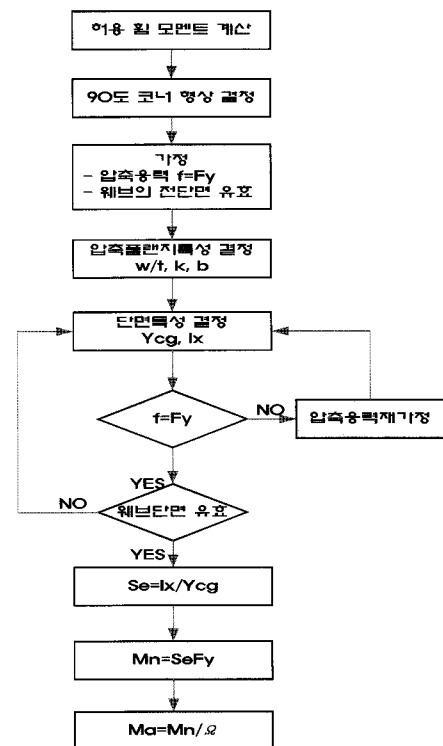 허용 휨 모멘트 계산
90도 코너 형상 결정
가정
- 압축응력 f=Fy
- 웨브의 전단면 유효
압축플랜지특성 결정
w/t, k, b
단면특성 결정
Ycg, Ix
f=Fy
NO
압축응력재가정
YES
NO
웨브단면 유효
YES
Se=Ix/Ycg
Mn=SeFy
Ma=Mn/Ω